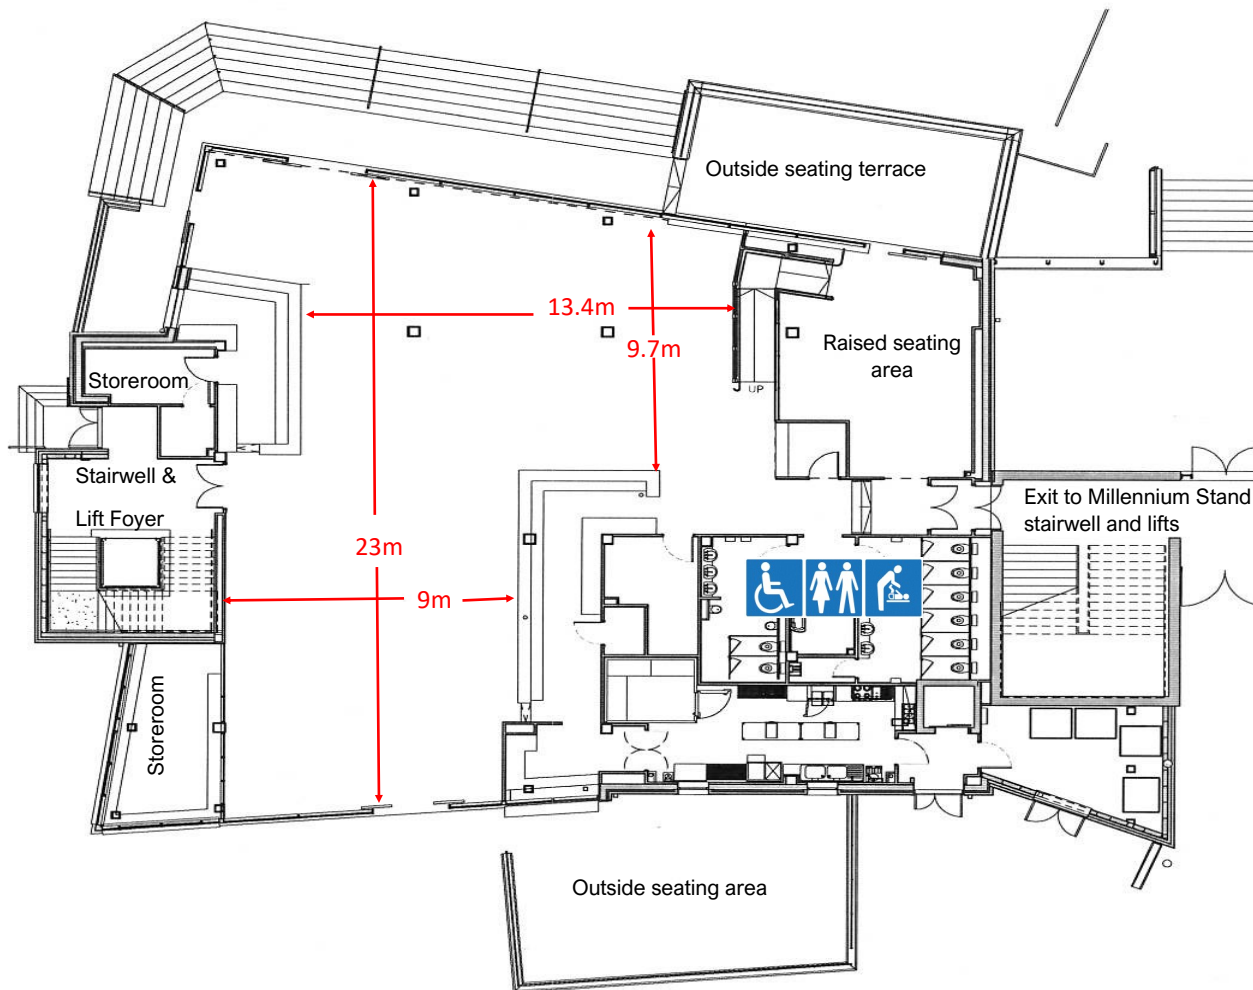 Outside seating terrace
13.4m
9.7m
Raised seating
area
Storeroom
UP
Stairwell &
Lift Foyer
Exit to Millennium Stand
stairwell and lifts
23m
9m
Storeroom
Outside seating area